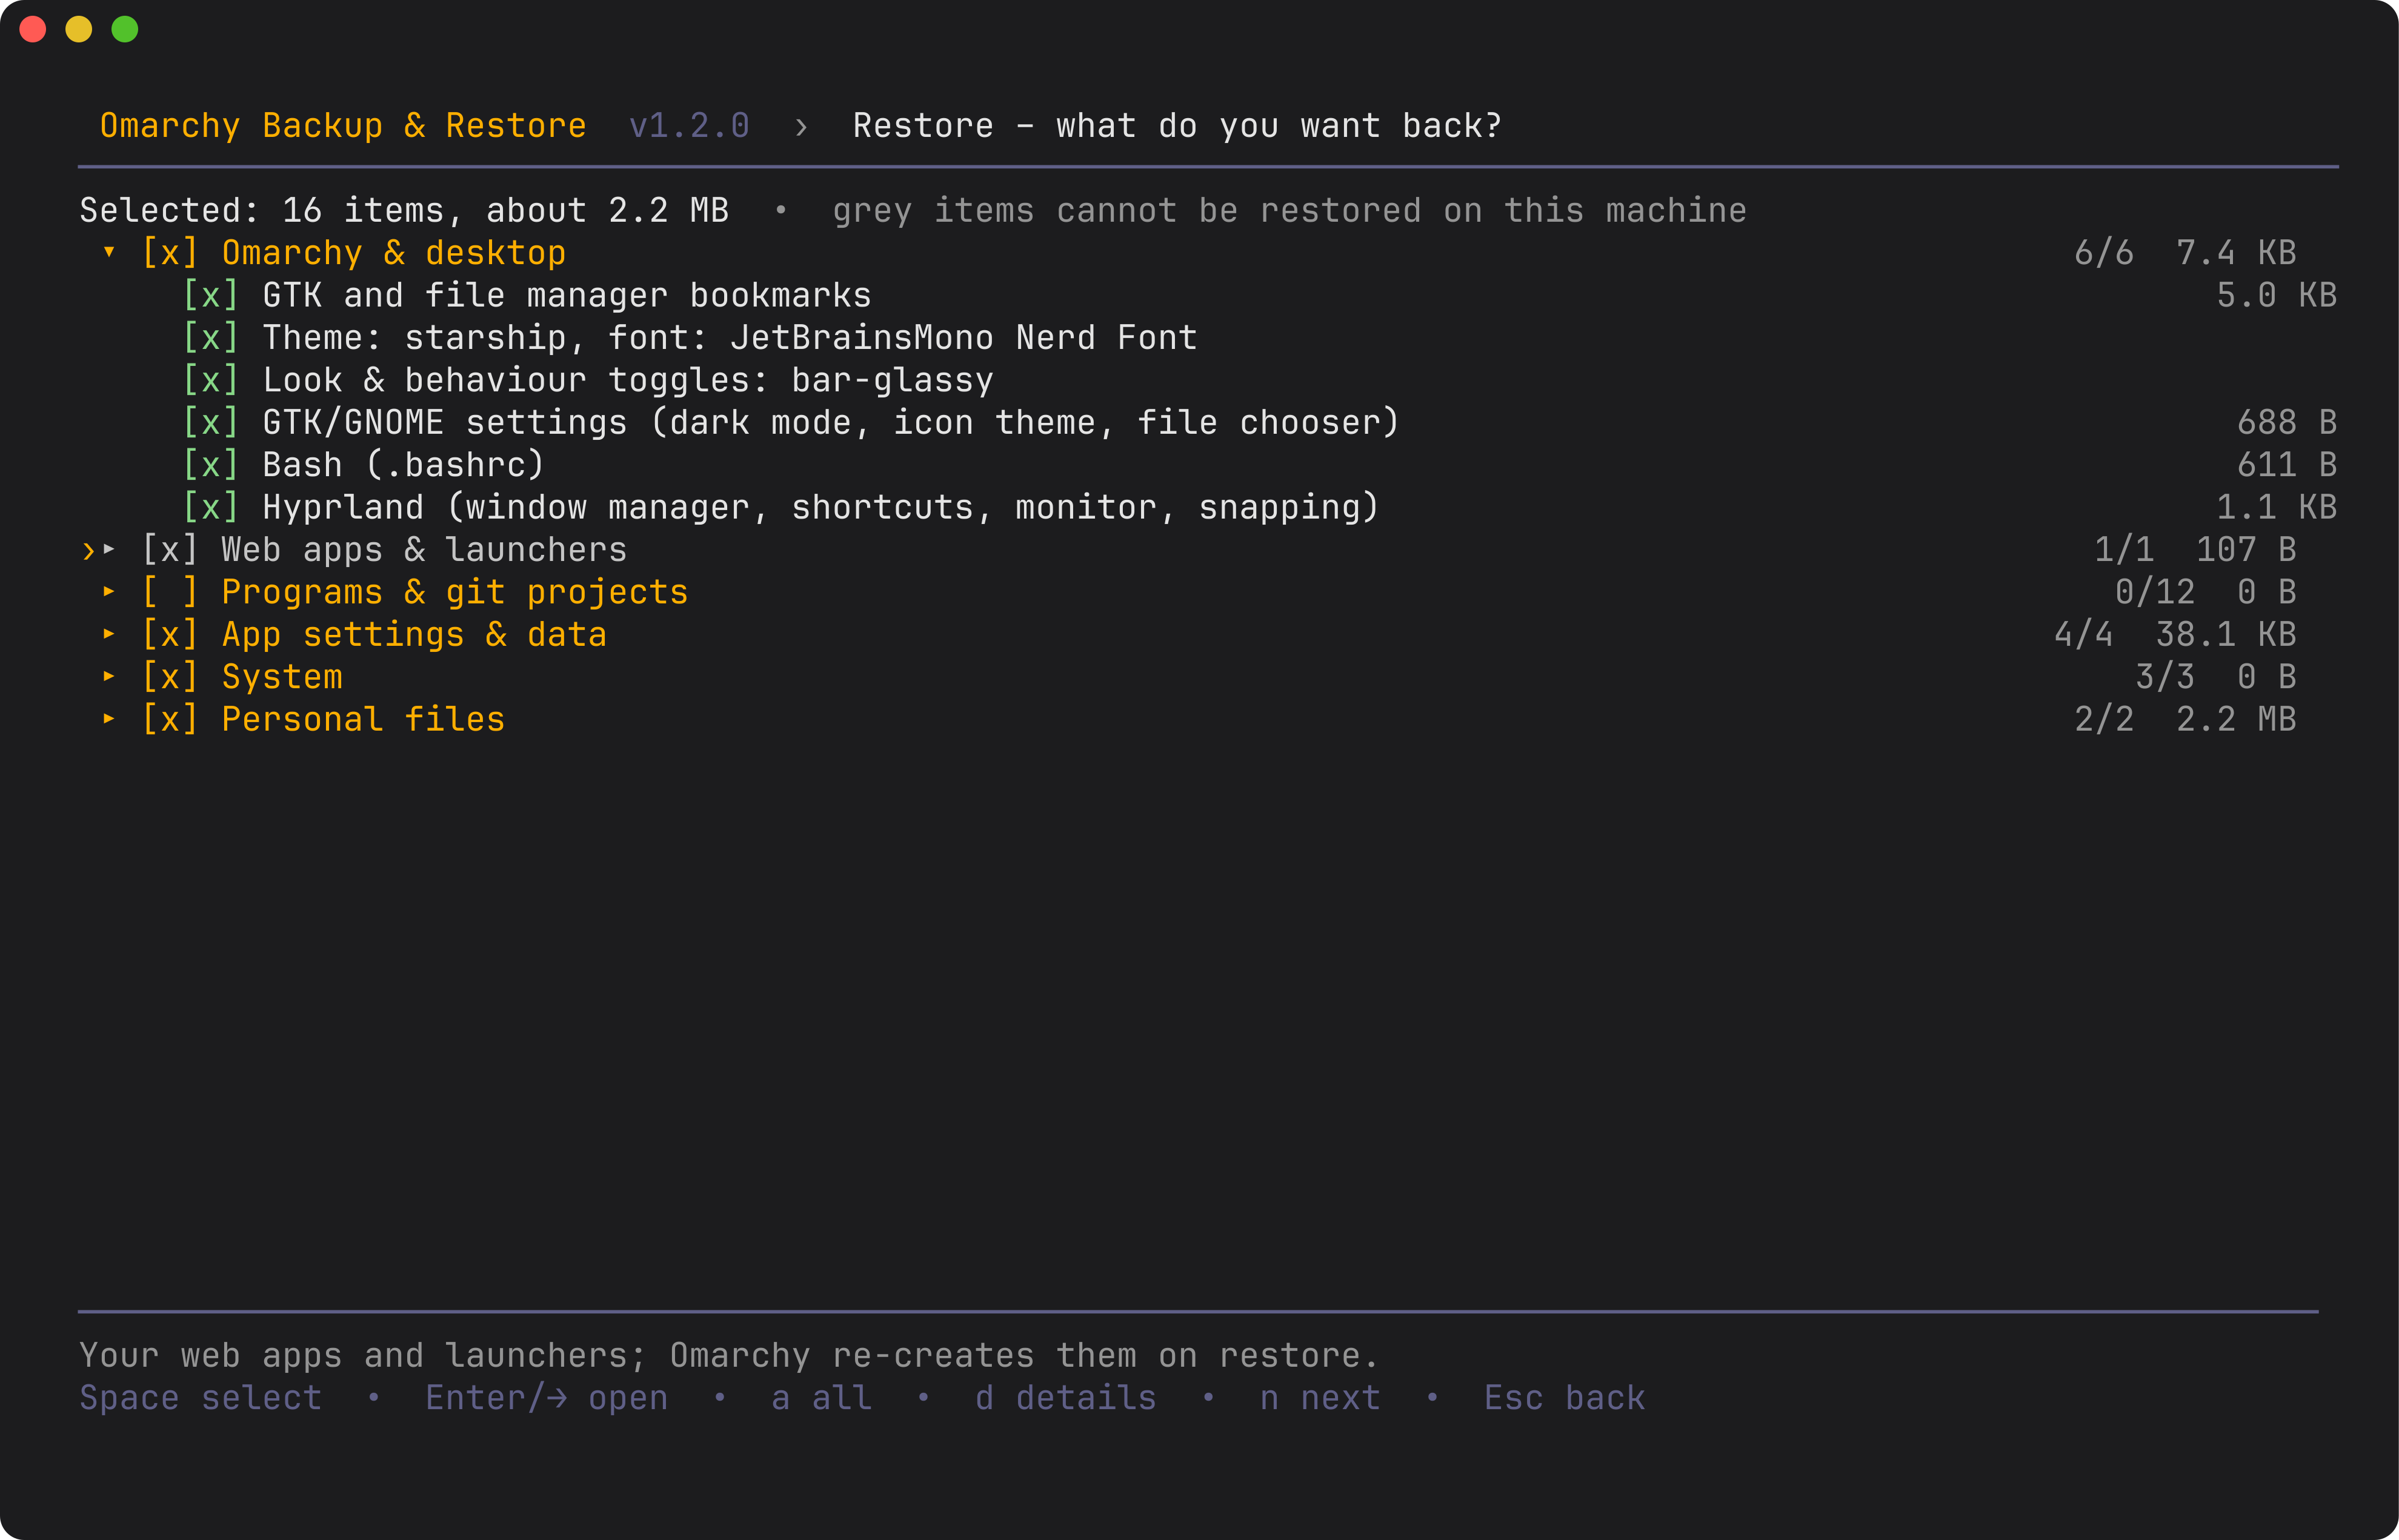 Omarchy Backup & Restore v1.2.0 › Restore – what do you want back?
Selected: 16 items, about 2.2 MB • grey items cannot be restored on this machine
▾ [x] Omarchy & desktop 6/6 7.4 KB
[x] GTK and file manager bookmarks 5.0 KB
[x] Theme: starship, font: JetBrainsMono Nerd Font
[x] Look & behaviour toggles: bar-glassy
[x] GTK/GNOME settings (dark mode, icon theme, file chooser) 688 B
[x] Bash (.bashrc) 611 B
[x] Hyprland (window manager, shortcuts, monitor, snapping) 1.1 KB
›▸ [x] Web apps & launchers 1/1 107 B
▸ [ ] Programs & git projects 0/12 0 B
▸ [x] App settings & data 4/4 38.1 KB
▸ [x] System 3/3 0 B
▸ [x] Personal files 2/2 2.2 MB
Your web apps and launchers; Omarchy re-creates them on restore.
Space select • Enter/→ open • a all • d details • n next • Esc back